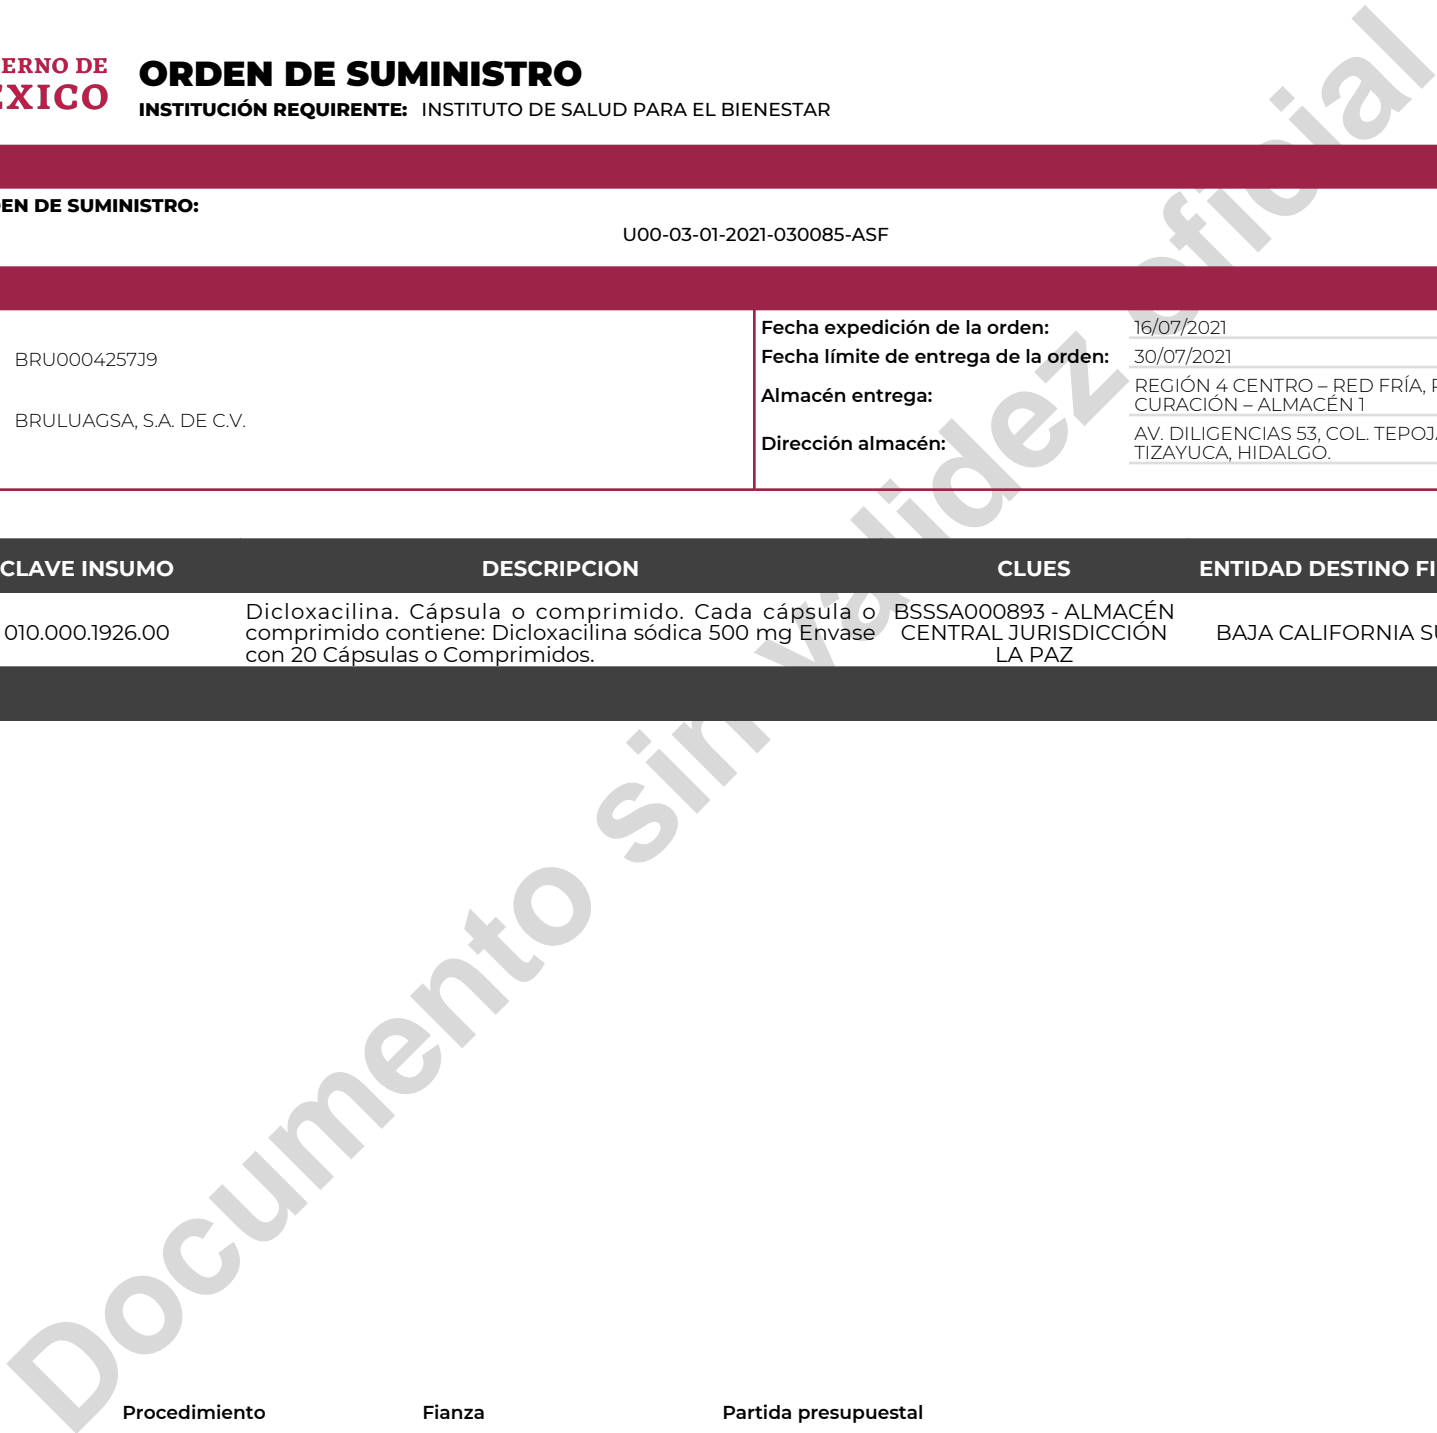 ERNO DE
EXICO
ORDEN DE SUMINISTRO
INSTITUCIÓN REQUIRENTE: INSTITUTO DE SALUD PARA EL BIENESTAR
EN DE SUMINISTRO:
U00-03-01-2021-030085-ASF
BRU0004257J9
BRULUAGSA, S.A. DE C.V.
Fecha expedición de la orden: 16/07/2021
Fecha límite de entrega de la orden: 30/07/2021
Almacén entrega: REGIÓN 4 CENTRO – RED FRÍA,
CURACIÓN – ALMACÉN 1
Dirección almacén: AV. DILIGENCIAS 53, COL. TEPOJ
TIZAYUCA, HIDALGO.
CLAVE INSUMO DESCRIPCION CLUES ENTIDAD DESTINO FI
010.000.1926.00
Dicloxacilina. Cápsula o comprimido. Cada cápsula o
comprimido contiene: Dicloxacilina sódica 500 mg Envase
con 20 Cápsulas o Comprimidos.
BSSSA000893 - ALMACÉN
CENTRAL JURISDICCIÓN
LA PAZ
BAJA CALIFORNIA SU
Documento sin validez oficial
Procedimiento Fianza Partida presupuestal